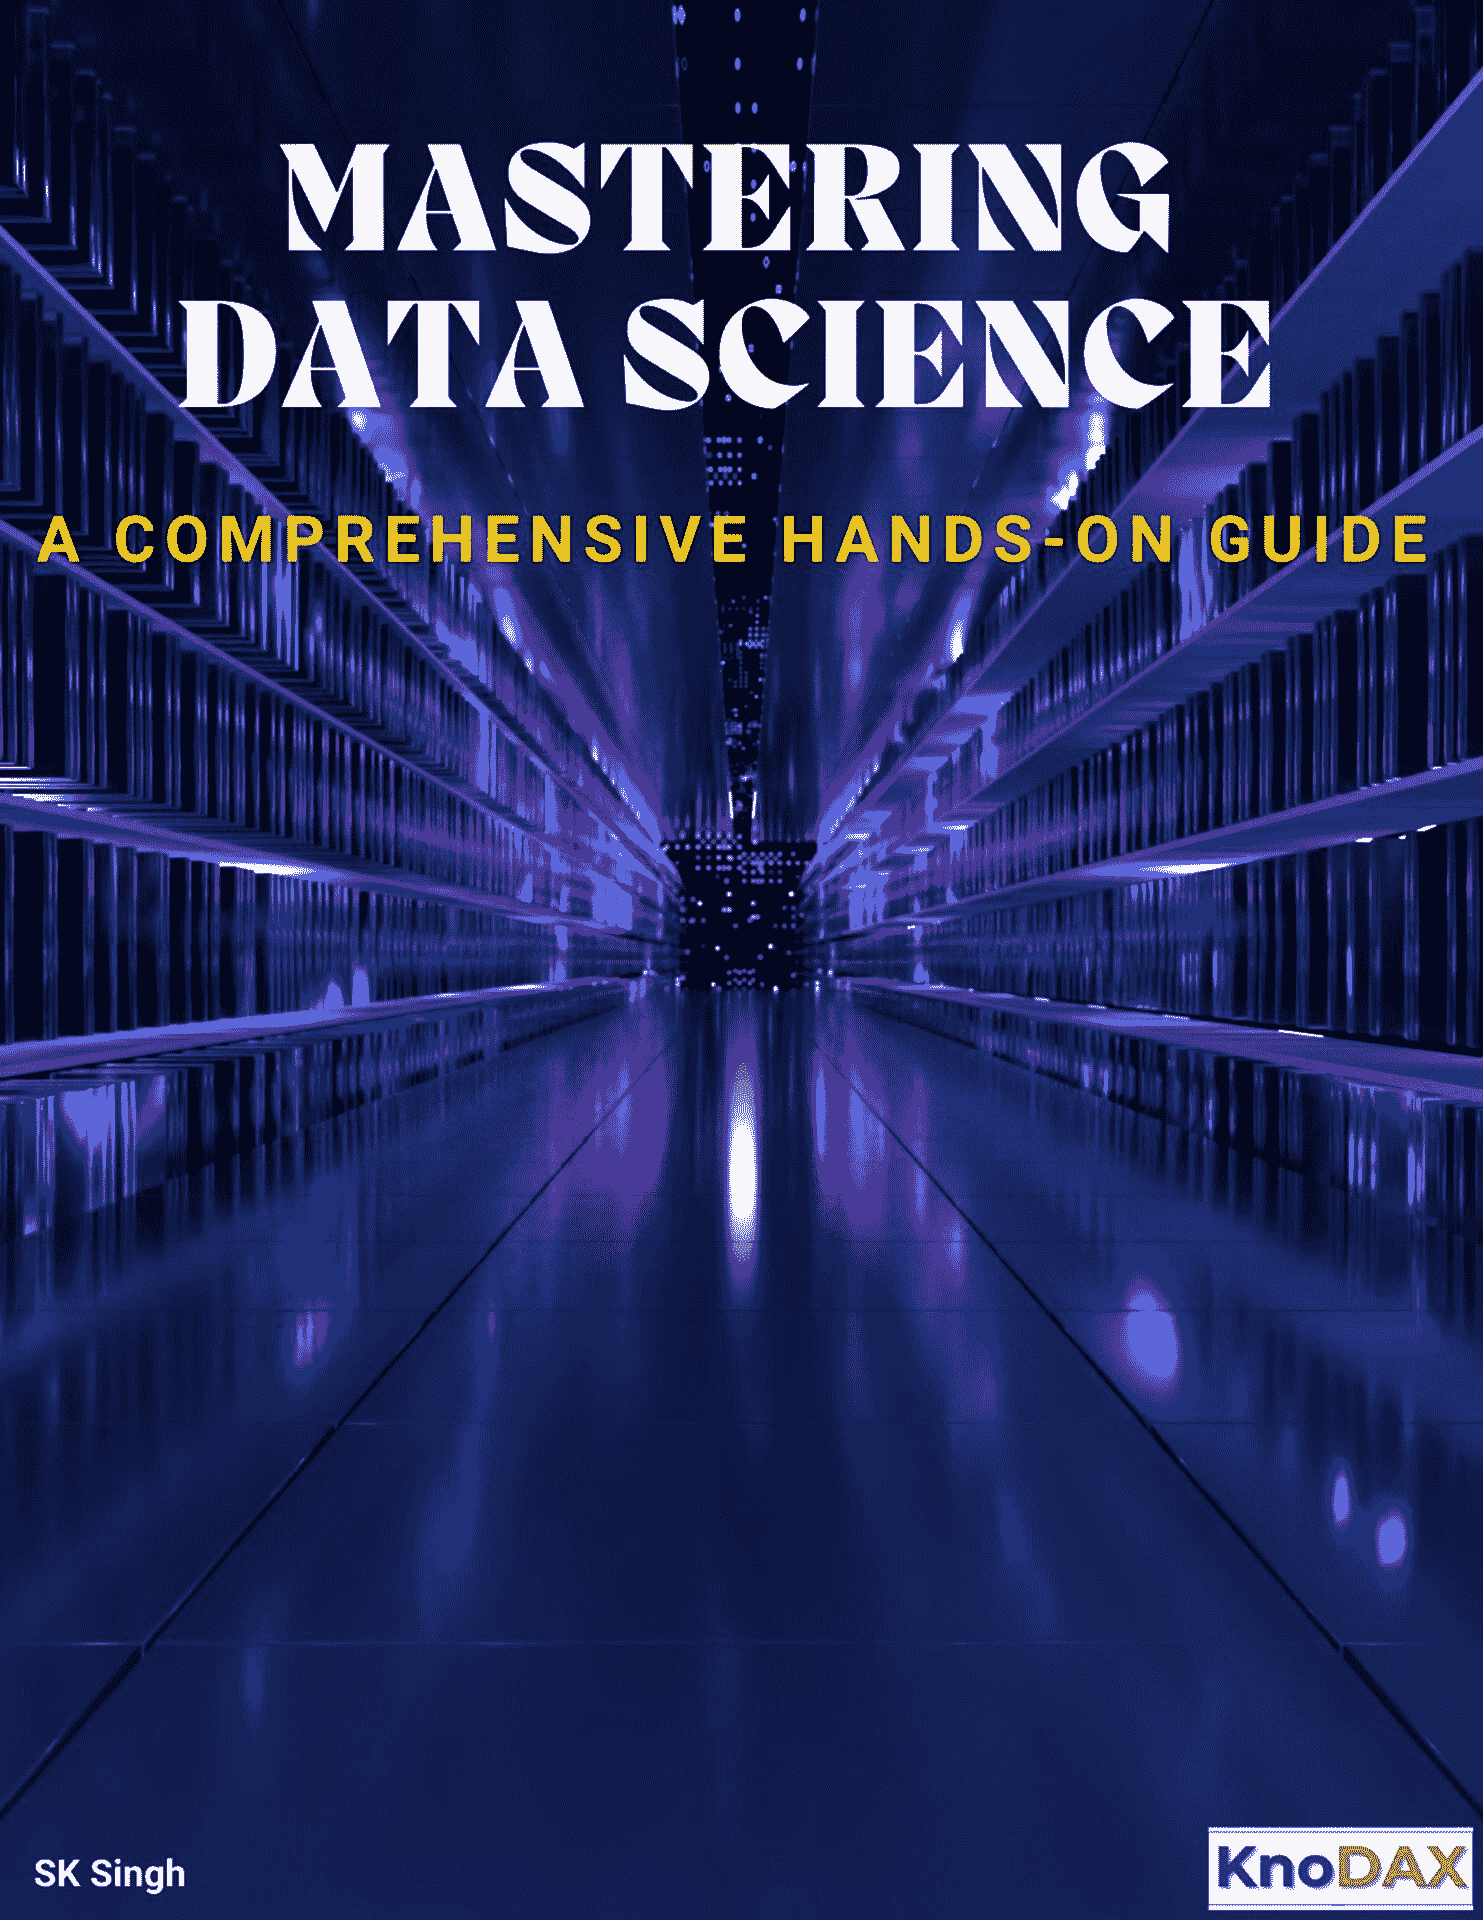 MASTERING
DATA SCIENCE
A COMPREHENSIVE HANDS-ON GUIDE
SK Singh
KnoDAX